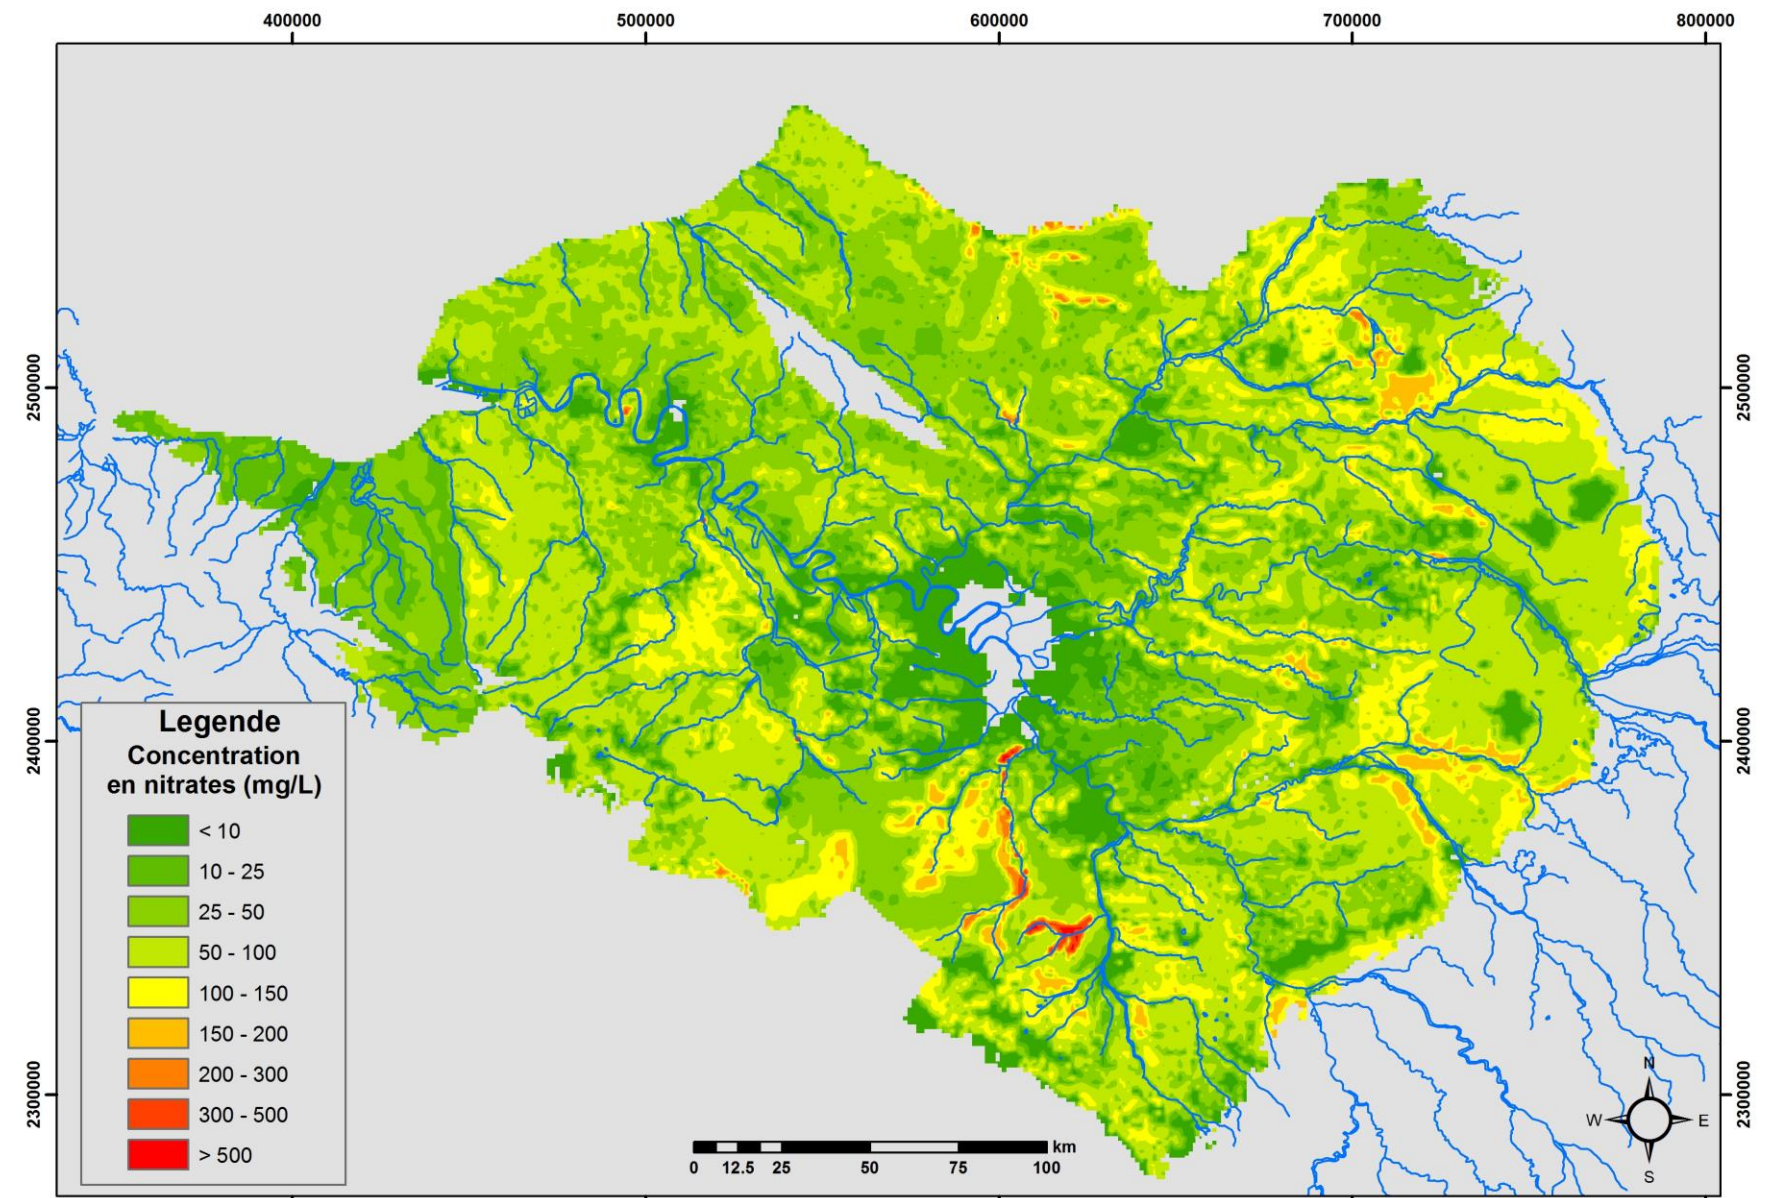 400000 500000 600000 700000 800000
2500000 2500000
2400000 2400000
2300000 2300000
Legende
Concentration
en nitrates (mg/L)
< 10
10 - 25
25 - 50
50 - 100
100 - 150
150 - 200
200 - 300
300 - 500
> 500
km
0 12.5 25 50 75 100
N
W E
S